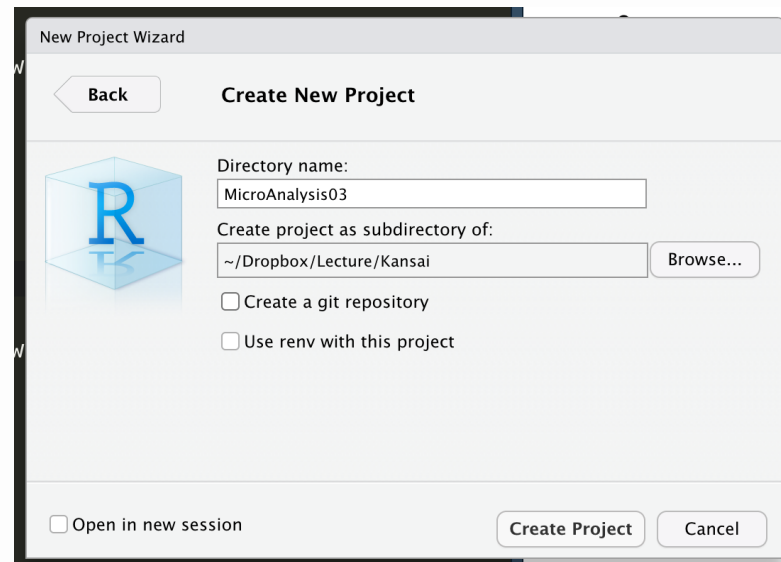 New Project Wizard
Back
Create New Project
R
Directory name:
MicroAnalysis03
Create project as subdirectory of:
~/Dropbox/Lecture/Kansai
Browse...
Create a git repository
Use renv with this project
Open in new session
Create Project
Cancel